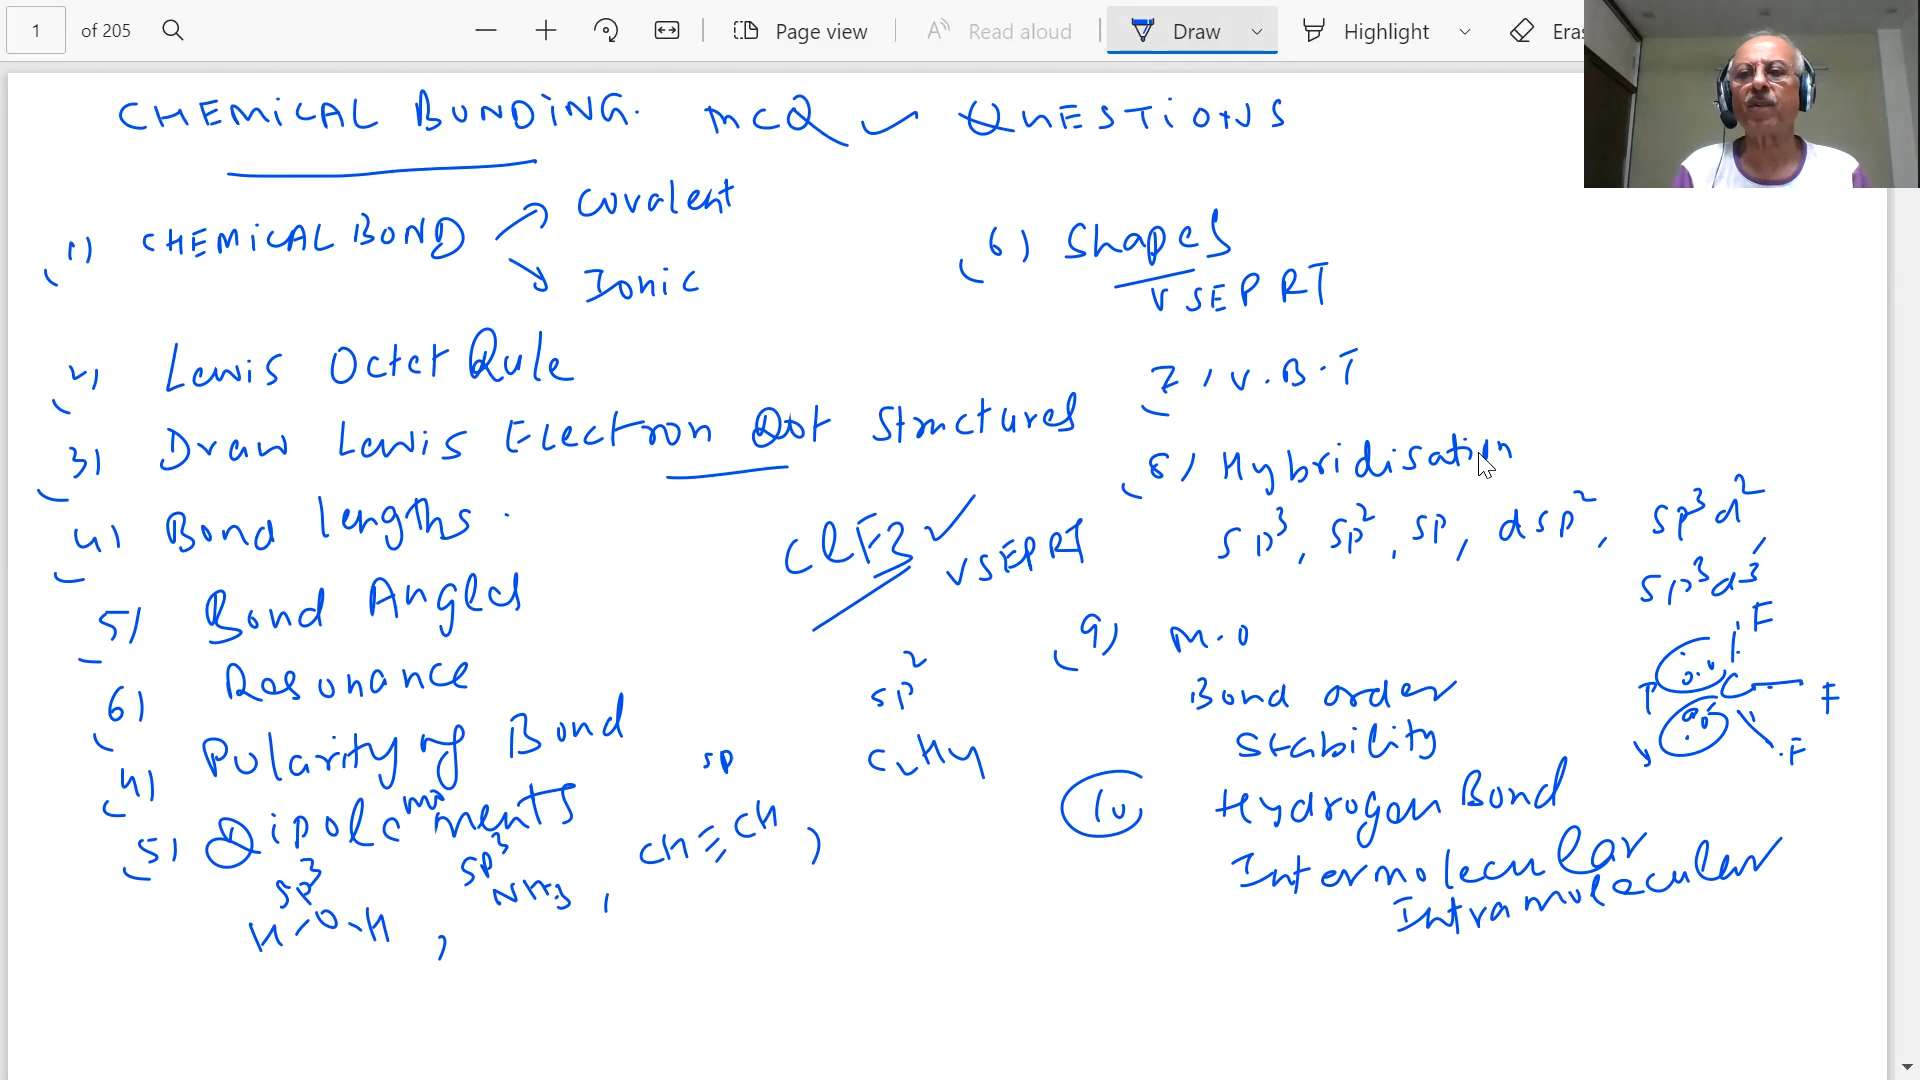 1 of 205 Page view Read aloud Draw Highlight Eras
CHEMICAL BONDING. MCQ QUESTIONS
1) CHEMICAL BOND
Covalent
Ionic
2) Lewis Octet Rule
3) Draw Lewis Electron Dot Structures
4) Bond lengths.
5) Bond Angles
6) Resonance
4) Polarity of Bond
5) Dipole moments
sp3
H-O-H,
sp3
NH3,
sp
CH≡CH,
sp2
C2H4
ClF3
VSEPRT
6) Shapes
VSEPRT
7) V.B.T
8) Hybridisation
sp3, sp2, sp, dsp2, sp3d2,
sp3d3
9) M.O
Bond order
Stability
10 Hydrogen Bond
Intermolecular
Intramolecular
F
F
F